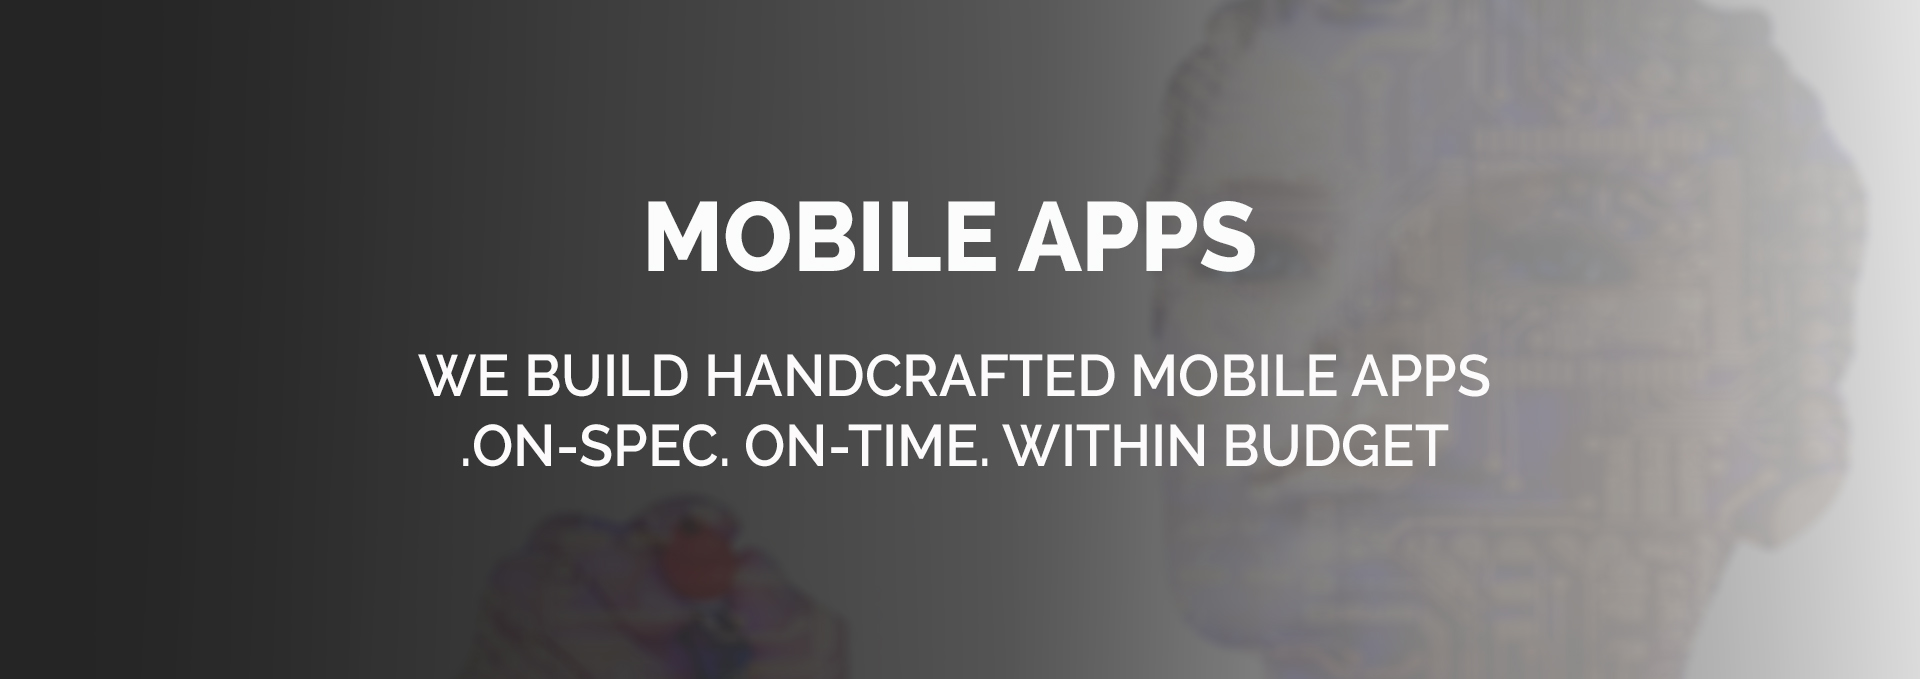 MOBILE APPS
WE BUILD HANDCRAFTED MOBILE APPS
.ON-SPEC. ON-TIME. WITHIN BUDGET